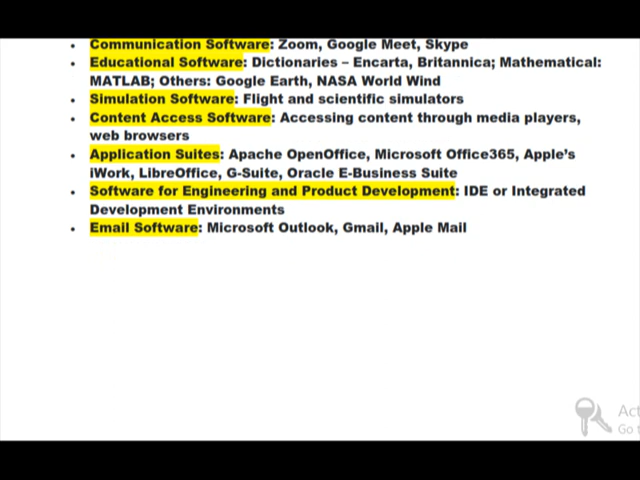 • Communication Software: Zoom, Google Meet, Skype
• Educational Software: Dictionaries – Encarta, Britannica; Mathematical:
MATLAB; Others: Google Earth, NASA World Wind
• Simulation Software: Flight and scientific simulators
• Content Access Software: Accessing content through media players,
web browsers
• Application Suites: Apache OpenOffice, Microsoft Office365, Apple’s
iWork, LibreOffice, G-Suite, Oracle E-Business Suite
• Software for Engineering and Product Development: IDE or Integrated
Development Environments
• Email Software: Microsoft Outlook, Gmail, Apple Mail
Act
Go t